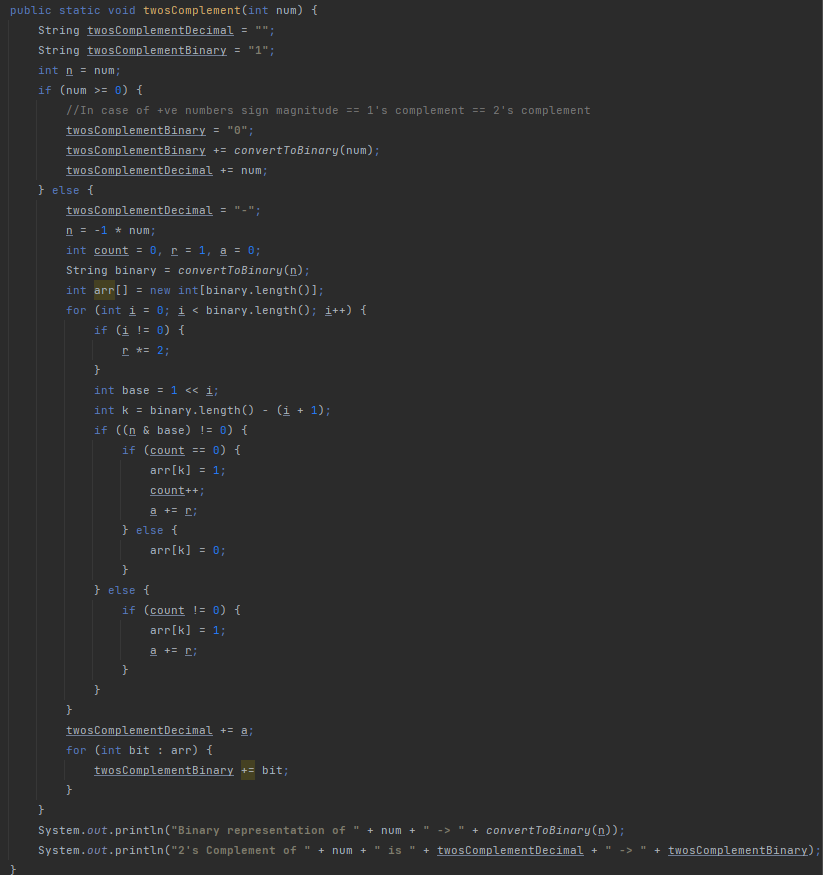 public static void twosComplement(int num) {
    String twosComplementDecimal = "";
    String twosComplementBinary = "1";
    int n = num;
    if (num >= 0) {
        //In case of +ve numbers sign magnitude == 1's complement == 2's complement
        twosComplementBinary = "0";
        twosComplementBinary += convertToBinary(num);
        twosComplementDecimal += num;
    } else {
        twosComplementDecimal = "-";
        n = -1 * num;
        int count = 0, r = 1, a = 0;
        String binary = convertToBinary(n);
        int arr[] = new int[binary.length()];
        for (int i = 0; i < binary.length(); i++) {
            if (i != 0) {
                r *= 2;
            }
            int base = 1 << i;
            int k = binary.length() - (i + 1);
            if ((n & base) != 0) {
                if (count == 0) {
                    arr[k] = 1;
                    count++;
                    a += r;
                } else {
                    arr[k] = 0;
                }
            } else {
                if (count != 0) {
                    arr[k] = 1;
                    a += r;
                }
            }
        }
        twosComplementDecimal += a;
        for (int bit : arr) {
            twosComplementBinary += bit;
        }
    }
    System.out.println("Binary representation of " + num + " -> " + convertToBinary(n));
    System.out.println("2's Complement of " + num + " is " + twosComplementDecimal + " -> " + twosComplementBinary);
}